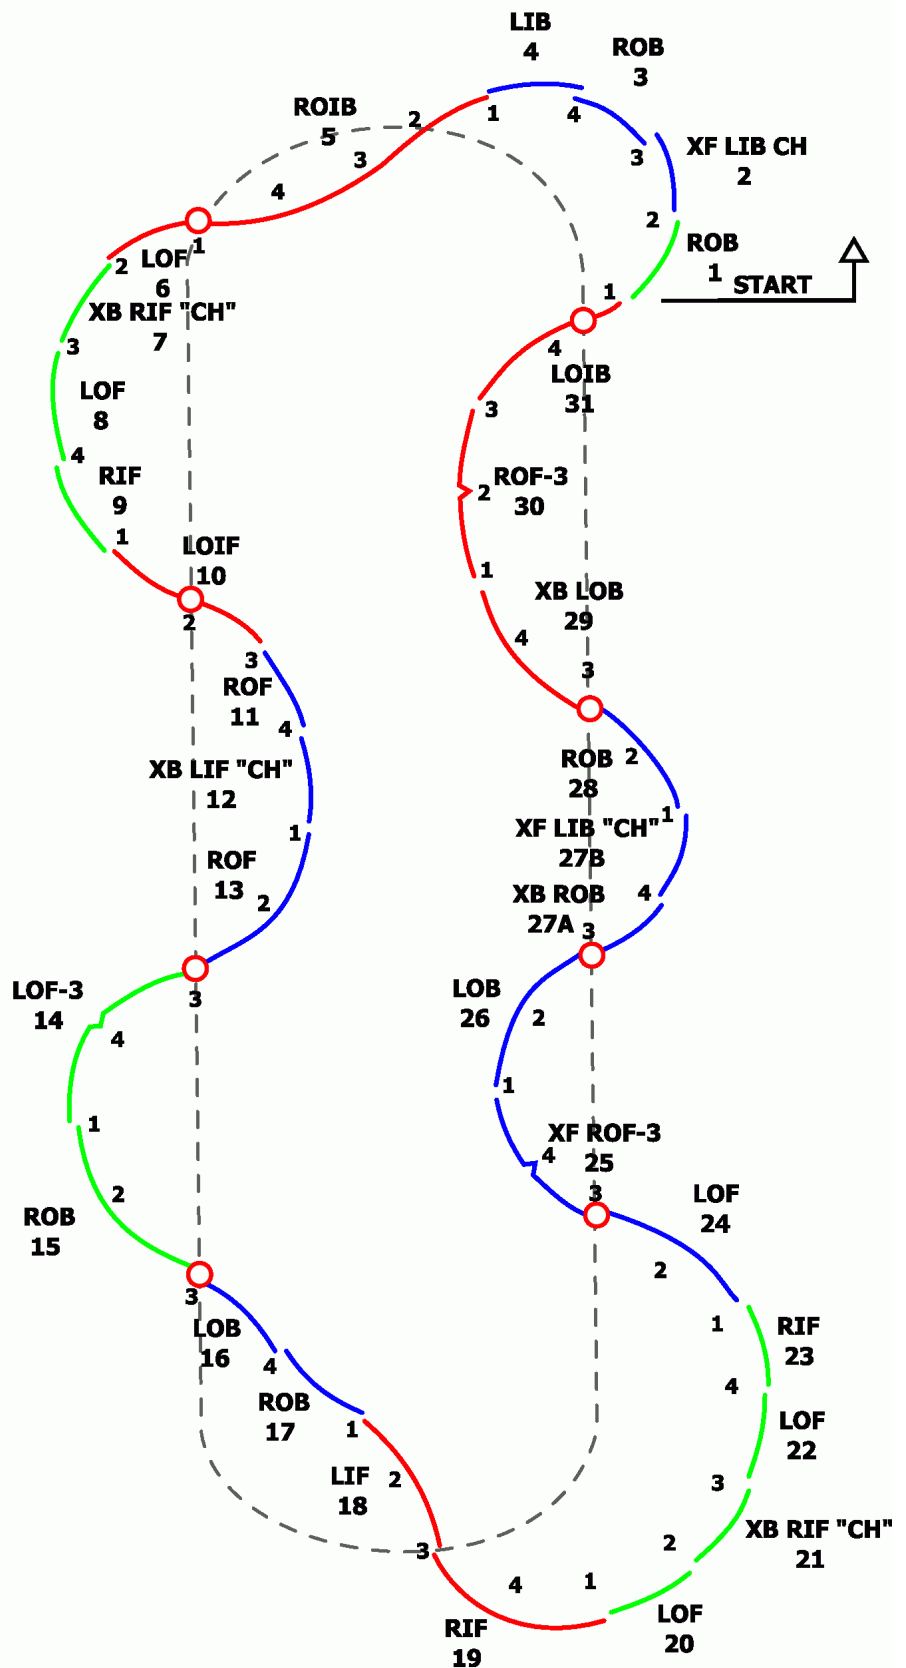 LIB
4
ROB
3
ROIB
5
2
1
4
3
XF LIB CH
2
3
4
2
ROB
1
START
1
1
LOF
6
2
XB RIF "CH"
7
3
4
LOIB
31
3
LOF
8
4
RIF
9
1
ROF-3
30
2
LOIF
10
2
1
XB LOB
29
4
3
3
ROF
11
4
ROB
28
2
XB LIF "CH"
12
1
XF LIB "CH"
27B
1
ROF
13
2
XB ROB
27A
4
3
LOF-3
14
3
4
LOB
26
2
1
1
XF ROF-3
25
4
3
2
ROB
15
LOF
24
2
3
LOB
16
4
1
RIF
23
ROB
17
1
4
LOF
22
LIF
18
2
3
XB RIF "CH"
21
3
2
4
1
RIF
19
LOF
20